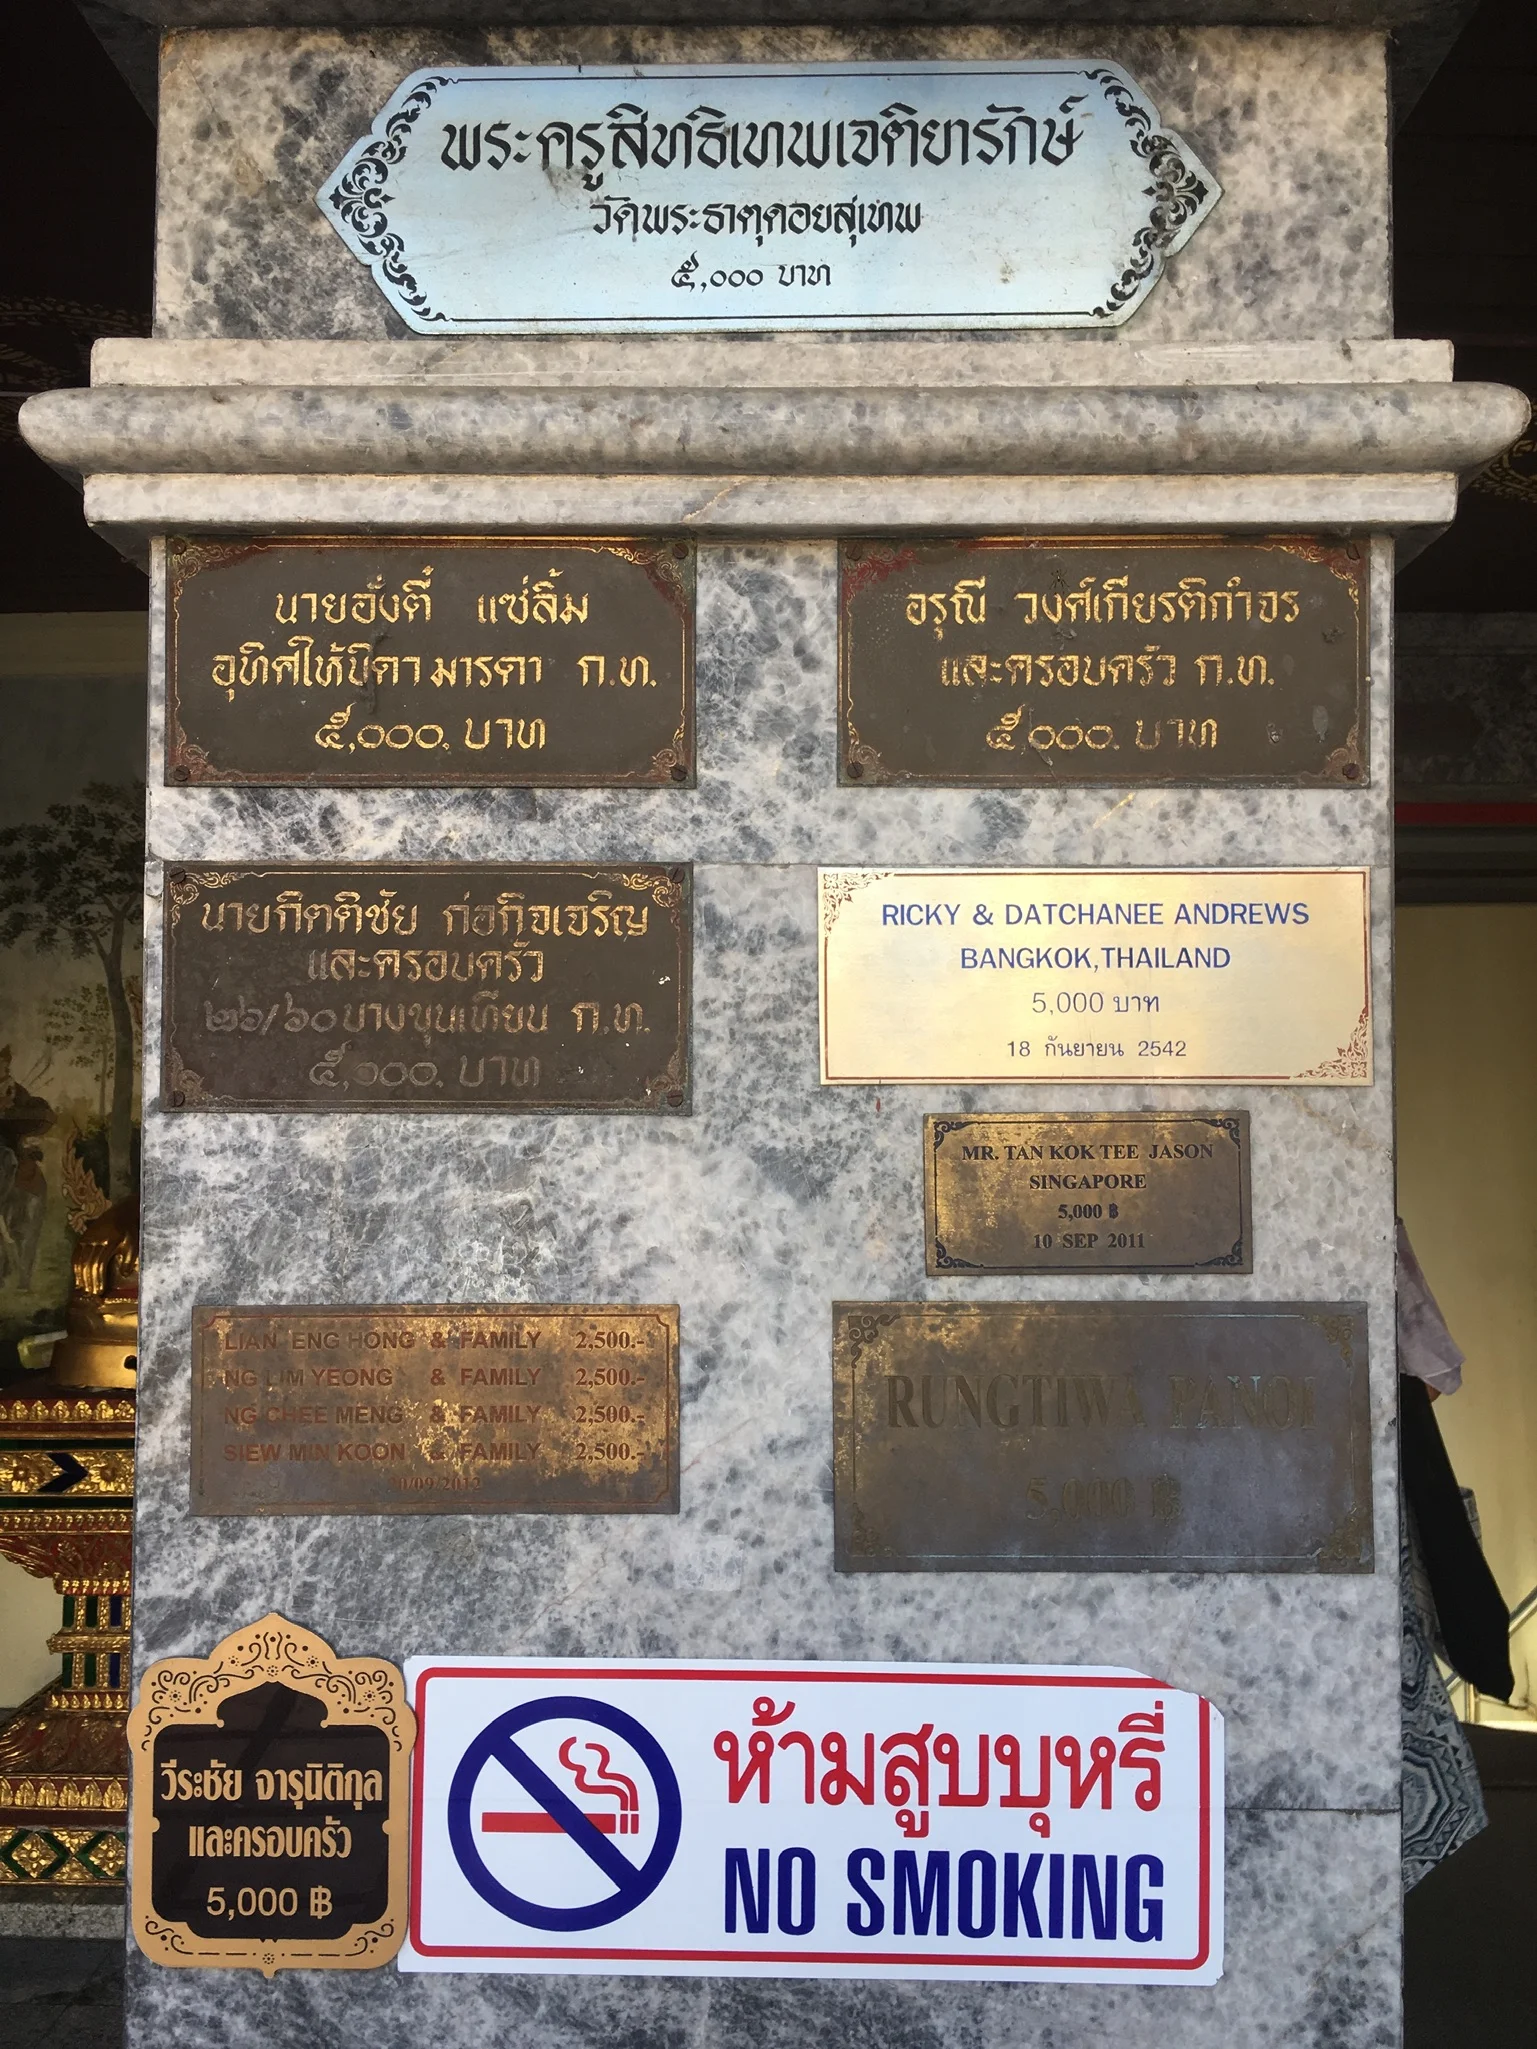 พระครูสิทธิเทพเจติยารักษ์
วัดพระธาตุดอยสุเทพ
๕,๐๐๐ บาท
นายฮั่งตี๋ แซ่ลิ้ม
อุทิศให้บิดา มารดา ก.ท.
๕,๐๐๐. บาท
อรุณี วงศ์เกียรติกำจร
และครอบครัว ก.ท.
๕,๐๐๐. บาท
นายกิตติชัย ก่อกิจเจริญ
และครอบครัว
๒๖/๖๐ บางขุนเทียน ก.ท.
๕,๐๐๐. บาท
RICKY & DATCHANEE ANDREWS
BANGKOK,THAILAND
5,000 บาท
18 กันยายน 2542
MR. TAN KOK TEE JASON
SINGAPORE
5,000 ฿
10 SEP 2011
LIAN ENG HONG & FAMILY 2,500.-
NG LIM YEONG & FAMILY 2,500.-
NG CHEE MENG & FAMILY 2,500.-
SIEW MIN KOON & FAMILY 2,500.-
20/09/2012
RUNGTIWA PANOI
5,000 ฿
วีระชัย จารุนิติกุล
และครอบครัว
5,000 ฿
ห้ามสูบบุหรี่
NO SMOKING